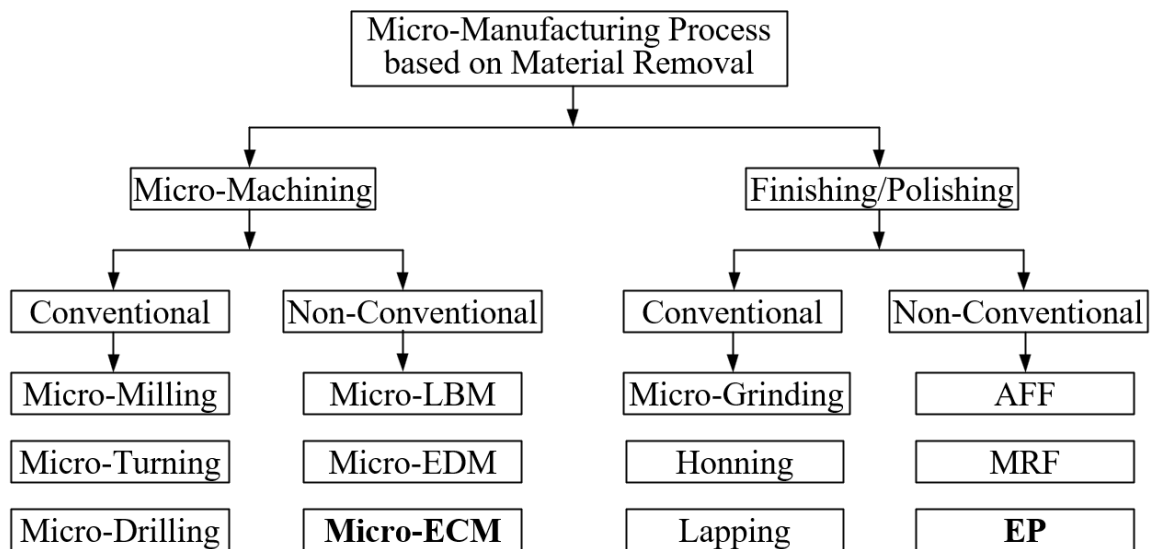 Micro-Manufacturing Process
based on Material Removal
Micro-Machining
Finishing/Polishing
Conventional
Non-Conventional
Conventional
Non-Conventional
Micro-Milling
Micro-LBM
Micro-Grinding
AFF
Micro-Turning
Micro-EDM
Honning
MRF
Micro-Drilling
Micro-ECM
Lapping
EP